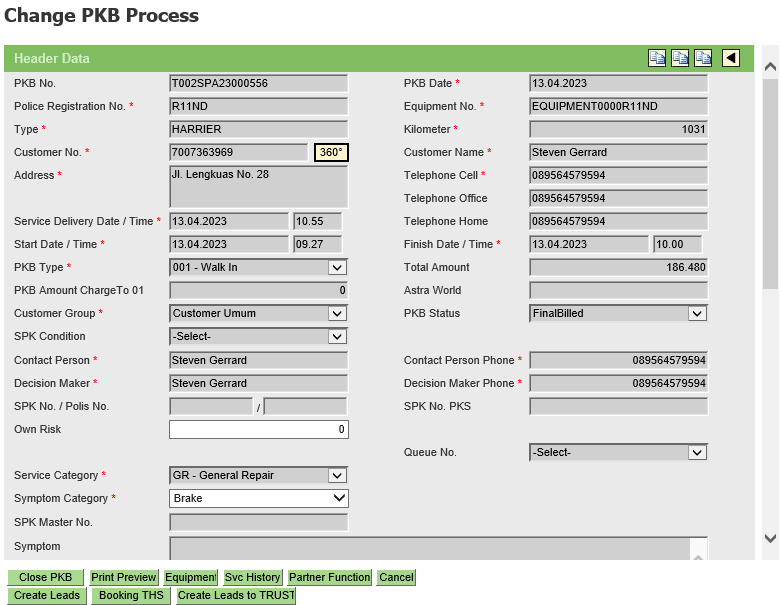 Change PKB Process
Header Data
PKB No. T002SPA23000556 PKB Date * 13.04.2023
Police Registration No. * R11ND Equipment No. * EQUIPMENT0000R11ND
Type * HARRIER Kilometer * 1031
Customer No. * 7007363969 360° Customer Name * Steven Gerrard
Address * Jl. Lengkuas No. 28 Telephone Cell * 089564579594
Telephone Office 089564579594
Service Delivery Date / Time * 13.04.2023 10.55 Telephone Home 089564579594
Start Date / Time * 13.04.2023 09.27 Finish Date / Time * 13.04.2023 10.00
PKB Type * 001 - Walk In Total Amount 186.480
PKB Amount ChargeTo 01 0 Astra World
Customer Group * Customer Umum PKB Status FinalBilled
SPK Condition -Select-
Contact Person * Steven Gerrard Contact Person Phone * 089564579594
Decision Maker * Steven Gerrard Decision Maker Phone * 089564579594
SPK No. / Polis No. / SPK No. PKS
Own Risk 0
Queue No. -Select-
Service Category * GR - General Repair
Symptom Category * Brake
SPK Master No.
Symptom
Close PKB Print Preview Equipment Svc History Partner Function Cancel
Create Leads Booking THS Create Leads to TRUST